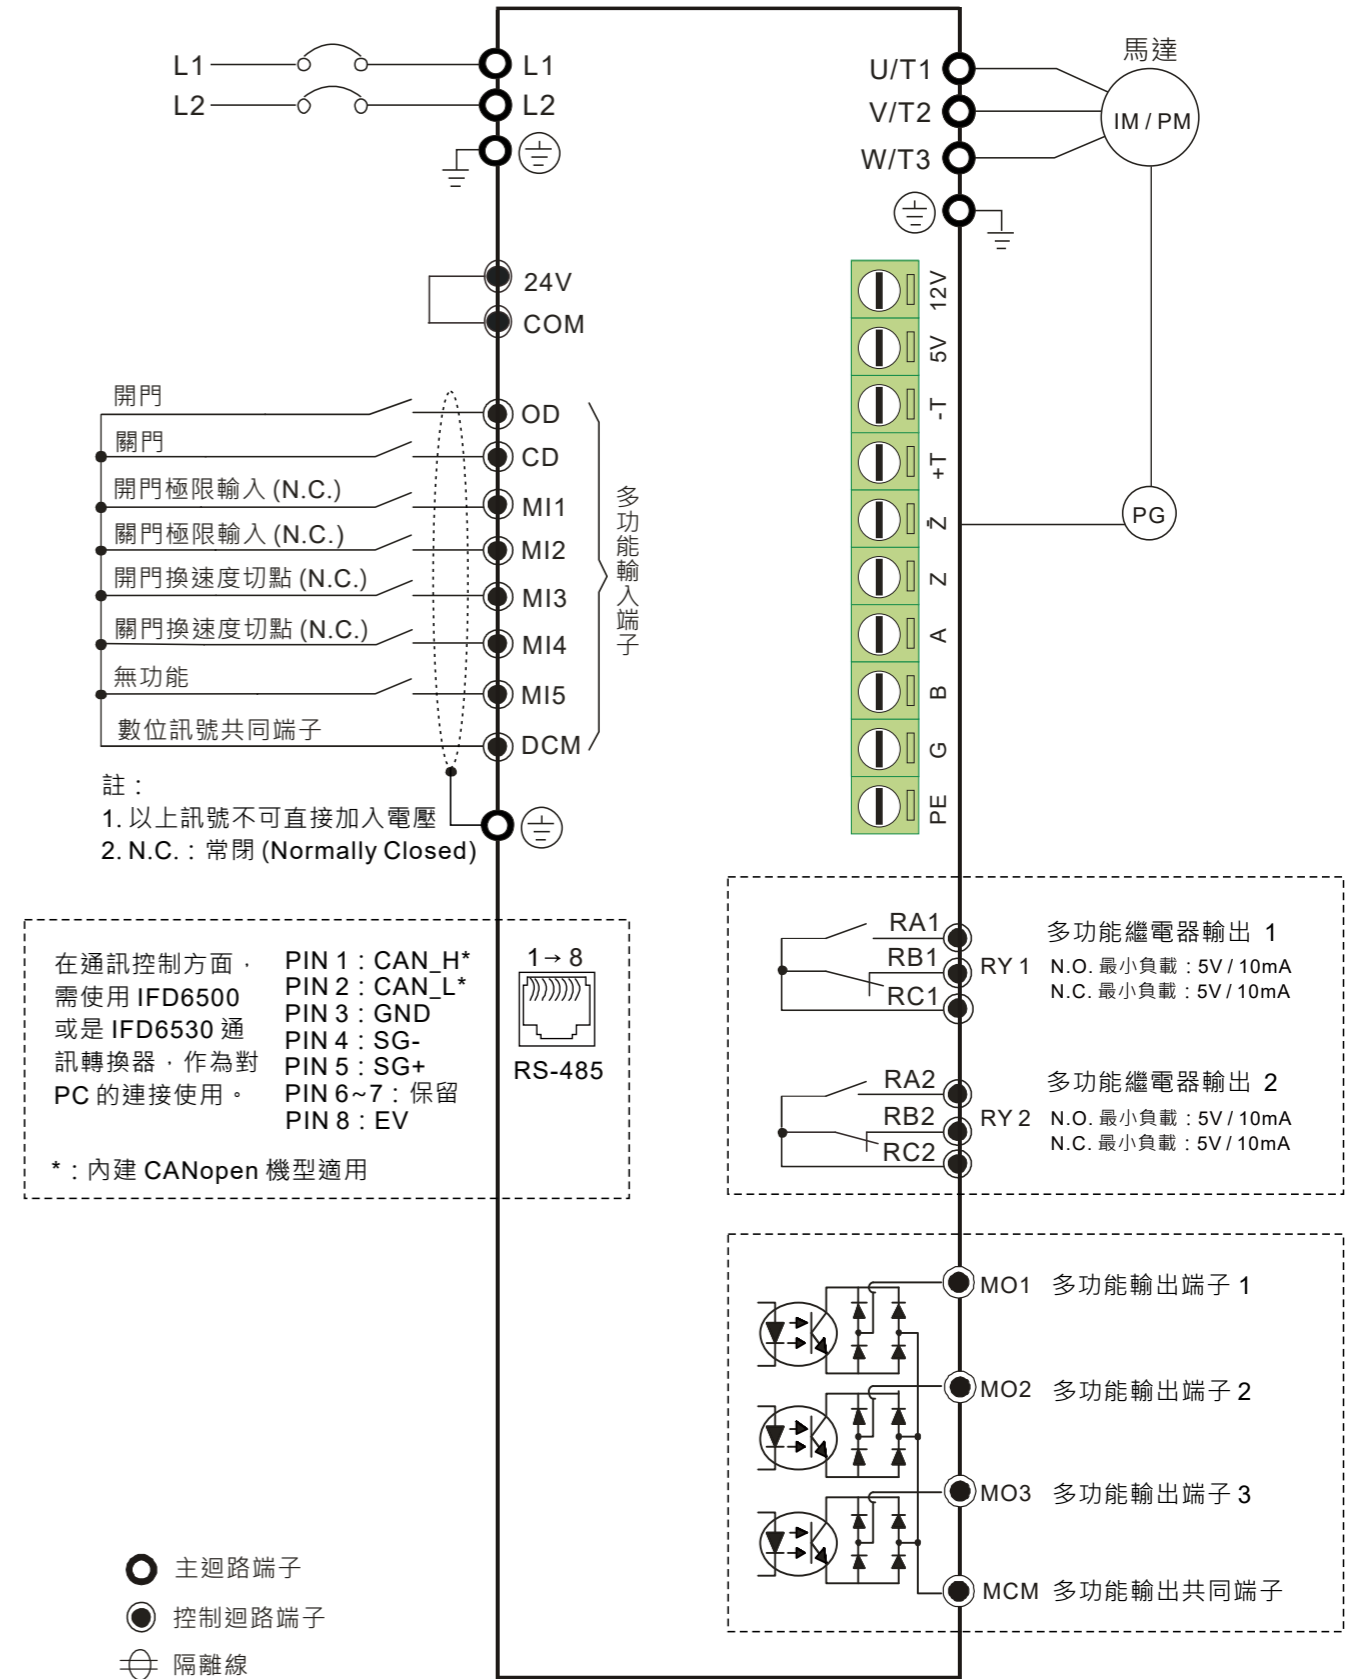 L1
L1
L2
L2
24V
COM
開門
OD
關門
CD
開門極限輸入 (N.C.)
MI1
關門極限輸入 (N.C.)
MI2
開門換速度切點 (N.C.)
MI3
關門換速度切點 (N.C.)
MI4
無功能
MI5
數位訊號共同端子
DCM
多功能輸入端子
註：
1. 以上訊號不可直接加入電壓
2. N.C.：常閉 (Normally Closed)
在通訊控制方面，
需使用 IFD6500
或是 IFD6530 通
訊轉換器，作為對
PC 的連接使用。
PIN 1：CAN_H*
PIN 2：CAN_L*
PIN 3：GND
PIN 4：SG-
PIN 5：SG+
PIN 6~7：保留
PIN 8：EV
1→8
RS-485
*：內建 CANopen 機型適用
主迴路端子
控制迴路端子
隔離線
馬達
U/T1
V/T2
W/T3
IM / PM
PG
12V
5V
-T
+T
Z̄
Z
A
B
G
PE
RA1
RB1
RC1
RY 1
多功能繼電器輸出 1
N.O. 最小負載：5V / 10mA
N.C. 最小負載：5V / 10mA
RA2
RB2
RC2
RY 2
多功能繼電器輸出 2
N.O. 最小負載：5V / 10mA
N.C. 最小負載：5V / 10mA
MO1 多功能輸出端子 1
MO2 多功能輸出端子 2
MO3 多功能輸出端子 3
MCM 多功能輸出共同端子